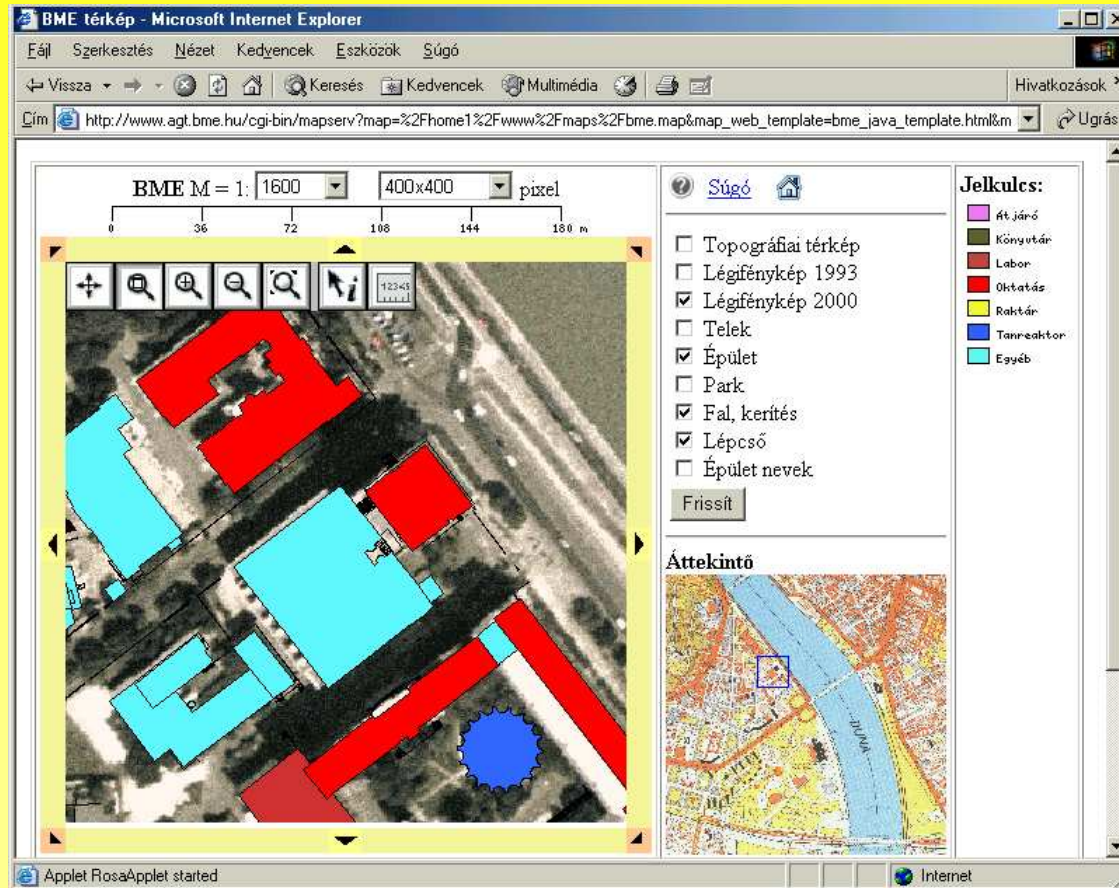 BME térkép - Microsoft Internet Explorer
Fájl Szerkesztés Nézet Kedvencek Eszközök Súgó
Vissza Keresés Kedvencek Multimédia Hivatkozások
Cím http://www.agt.bme.hu/cgi-bin/mapserv?map=%2Fhome1%2Fwww%2Fmaps%2Fbme.map&map_web_template=bme_java_template.html&m Ugrás
BME M = 1: 1600 400x400 pixel
0 36 72 108 144 180 m
12345
Súgó
Topográfiai térkép
Légifénykép 1993
Légifénykép 2000
Telek
Épület
Park
Fal, kerítés
Lépcső
Épület nevek
Frissít
Áttekintő
DUNA
Jelkulcs:
Átjáró
Könyvtár
Labor
Oktatás
Raktár
Tanreaktor
Egyéb
Applet RosaApplet started Internet